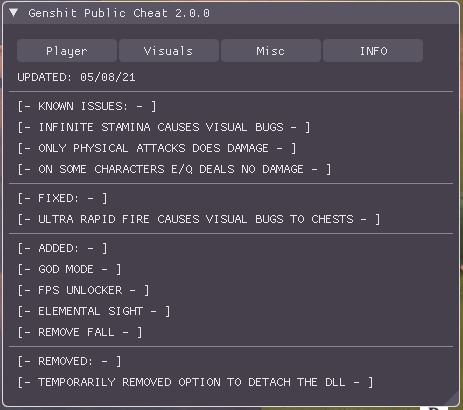 ▼ Genshit Public Cheat 2.0.0
Player Visuals Misc INFO
UPDATED: 05/08/21
[- KNOWN ISSUES: - ]
[- INFINITE STAMINA CAUSES VISUAL BUGS - ]
[- ONLY PHYSICAL ATTACKS DOES DAMAGE - ]
[- ON SOME CHARACTERS E/Q DEALS NO DAMAGE - ]
[- FIXED: - ]
[- ULTRA RAPID FIRE CAUSES VISUAL BUGS TO CHESTS - ]
[- ADDED: - ]
[- GOD MODE - ]
[- FPS UNLOCKER - ]
[- ELEMENTAL SIGHT - ]
[- REMOVE FALL - ]
[- REMOVED: - ]
[- TEMPORARILY REMOVED OPTION TO DETACH THE DLL - ]